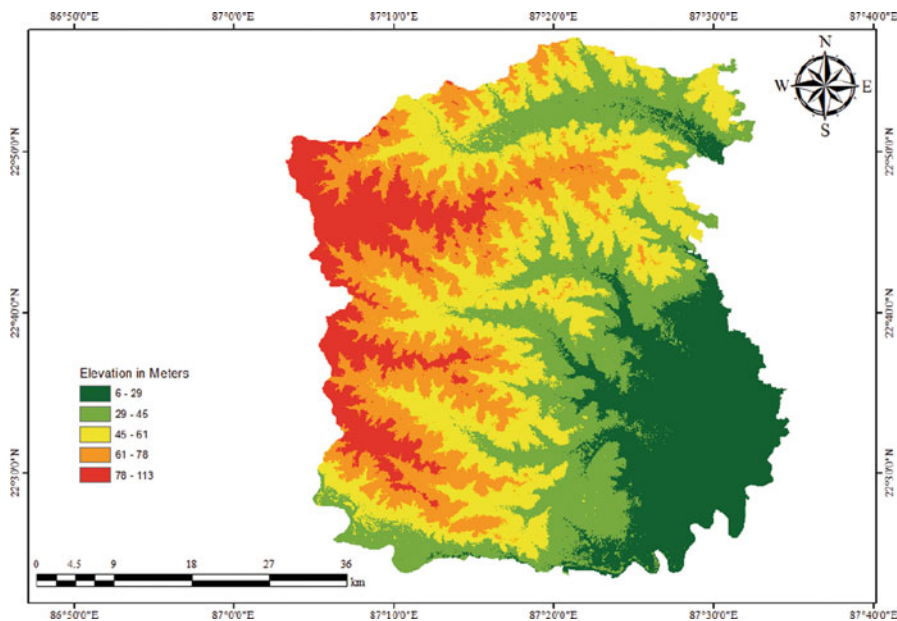 86°50'0"E 87°0'0"E 87°10'0"E 87°20'0"E 87°30'0"E 87°40'0"E
N
W E
S
22°50'0"N 22°50'0"N
22°40'0"N 22°40'0"N
Elevation in Meters
6 - 29
29 - 45
45 - 61
61 - 78
78 - 113
22°30'0"N 22°30'0"N
0 4.5 9 18 27 36
km
86°50'0"E 87°0'0"E 87°10'0"E 87°20'0"E 87°30'0"E 87°40'0"E